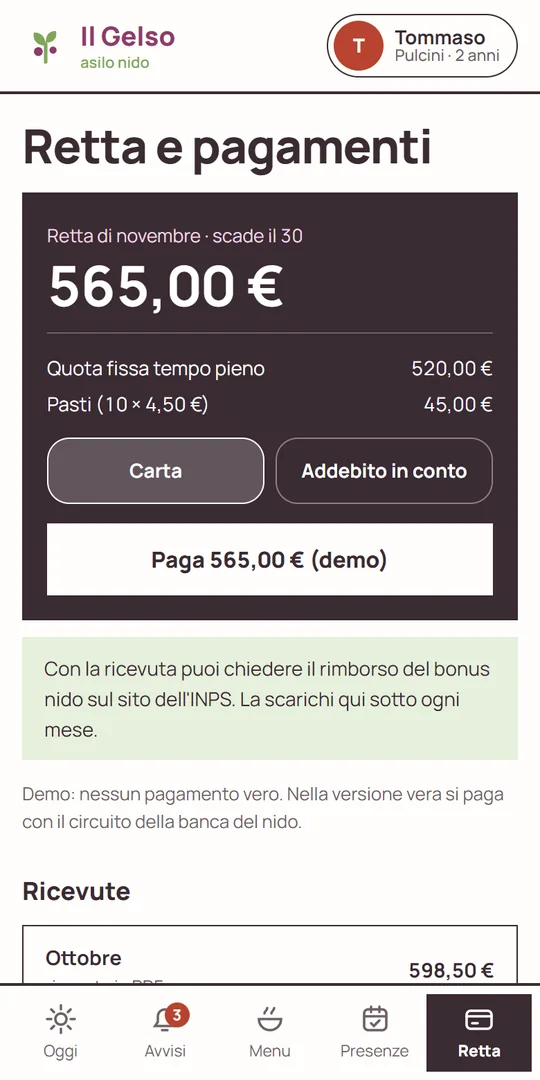 Il Gelso
asilo nido
T
Tommaso
Pulcini · 2 anni
Retta e pagamenti
Retta di novembre · scade il 30
565,00 €
Quota fissa tempo pieno 520,00 €
Pasti (10 × 4,50 €) 45,00 €
Carta
Addebito in conto
Paga 565,00 € (demo)
Con la ricevuta puoi chiedere il rimborso del bonus
nido sul sito dell'INPS. La scarichi qui sotto ogni
mese.
Demo: nessun pagamento vero. Nella versione vera si paga
con il circuito della banca del nido.
Ricevute
Ottobre
598,50 €
3
Oggi
Avvisi
Menu
Presenze
Retta